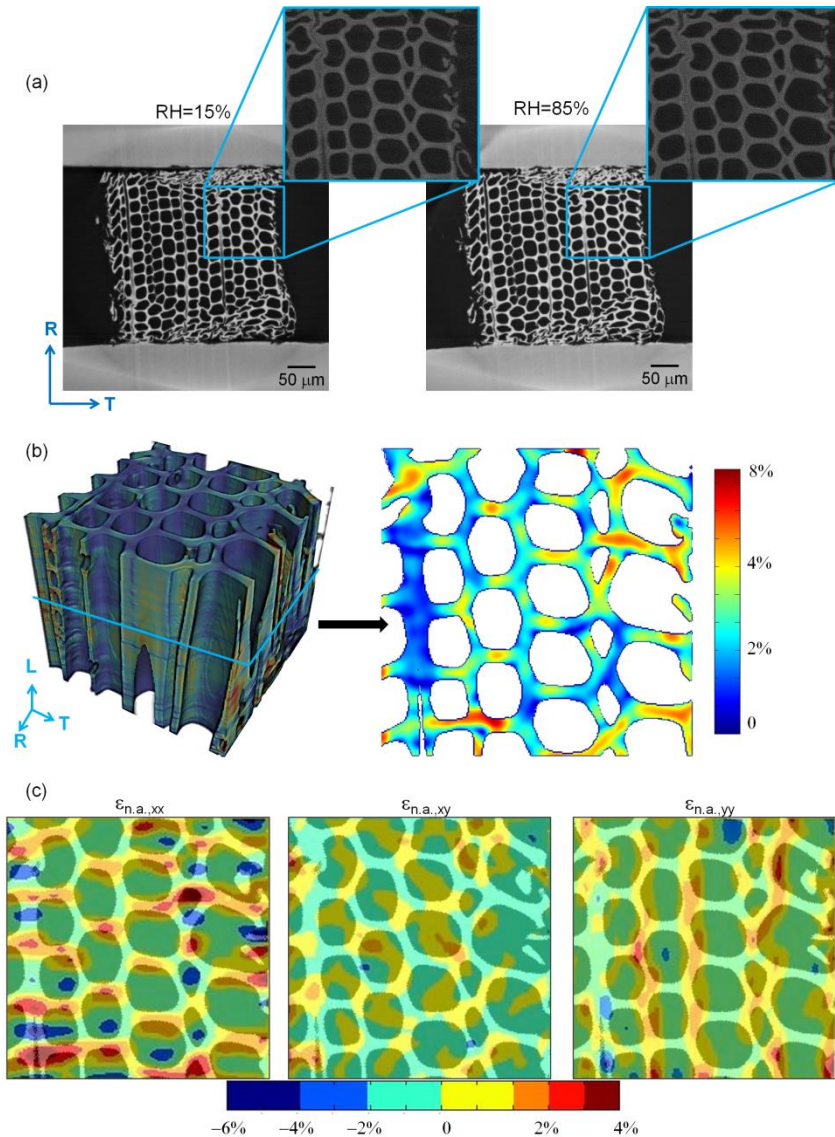 (a)
RH=15%
RH=85%
R
T
50 μm
50 μm
(b)
L
T
R
8%
4%
2%
0
(c)
εn.a.,xx
εn.a.,xy
εn.a.,yy
−6% −4% −2% 0 2% 4%